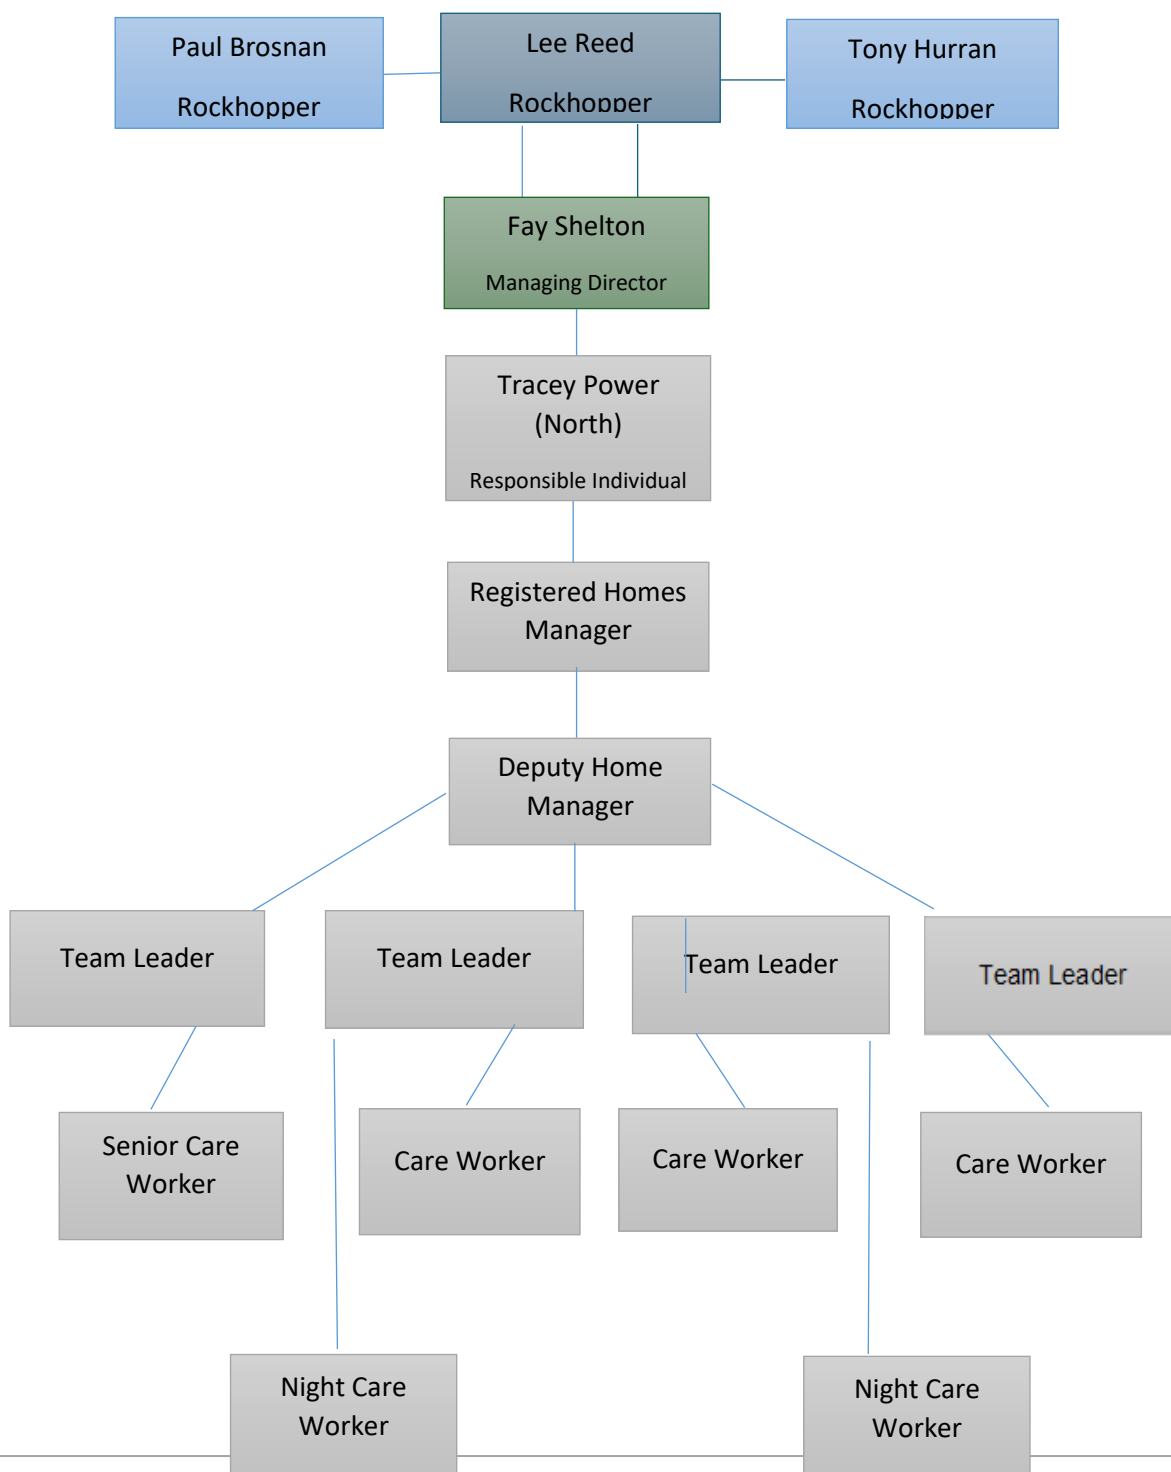 Paul Brosnan
Rockhopper
Lee Reed
Rockhopper
Tony Hurran
Rockhopper
Fay Shelton
Managing Director
Tracey Power
(North)
Responsible Individual
Registered Homes
Manager
Deputy Home
Manager
Team Leader
Team Leader
Team Leader
Team Leader
Senior Care
Worker
Care Worker
Care Worker
Care Worker
Night Care
Worker
Night Care
Worker